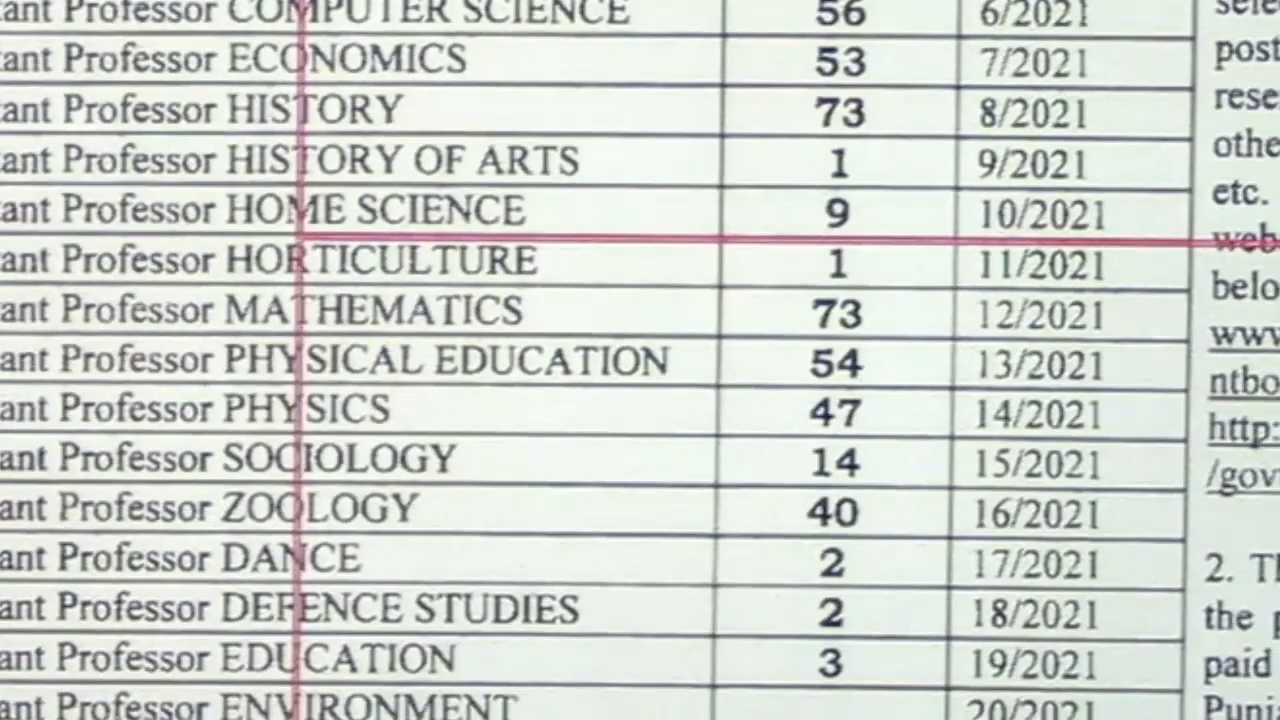 ant Professor COMPUTER SCIENCE 56 6/2021
ant Professor ECONOMICS 53 7/2021
ant Professor HISTORY 73 8/2021
ant Professor HISTORY OF ARTS 1 9/2021
ant Professor HOME SCIENCE 9 10/2021
ant Professor HORTICULTURE 1 11/2021
ant Professor MATHEMATICS 73 12/2021
ant Professor PHYSICAL EDUCATION 54 13/2021
ant Professor PHYSICS 47 14/2021
ant Professor SOCIOLOGY 14 15/2021
ant Professor ZOOLOGY 40 16/2021
ant Professor DANCE 2 17/2021
ant Professor DEFENCE STUDIES 2 18/2021
ant Professor EDUCATION 3 19/2021
ant Professor ENVIRONMENT 20/2021
sele
post
rese
othe
etc.
web
belo
www
ntbo
http:
/gov
2. Th
the p
paid
Punja